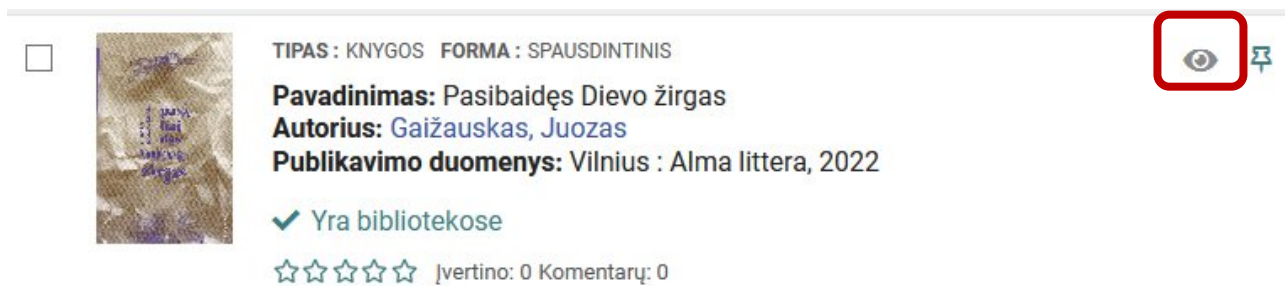 TIPAS : KNYGOS FORMA : SPAUSDINTINIS
Pavadinimas: Pasibaidęs Dievo žirgas
Autorius: Gaižauskas, Juozas
Publikavimo duomenys: Vilnius : Alma littera, 2022
Yra bibliotekose
Įvertino: 0 Komentarų: 0